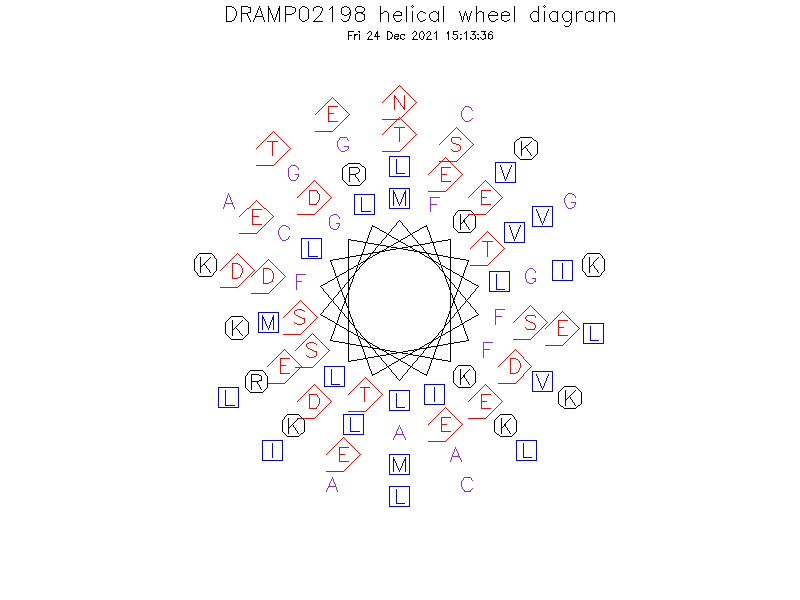 DRAMP02198 helical wheel diagram
Fri 24 Dec 2021 15:13:36
N
E C
T
G S
T K
L
G R E V
D L M F E
A G
E G K V
C V
L T
K K
D D I
G
F L
S F
M S
K E
L
S F
E D
L K
R V
L T I K
D L E
K L E K
A
I L
E A
M
A C
L